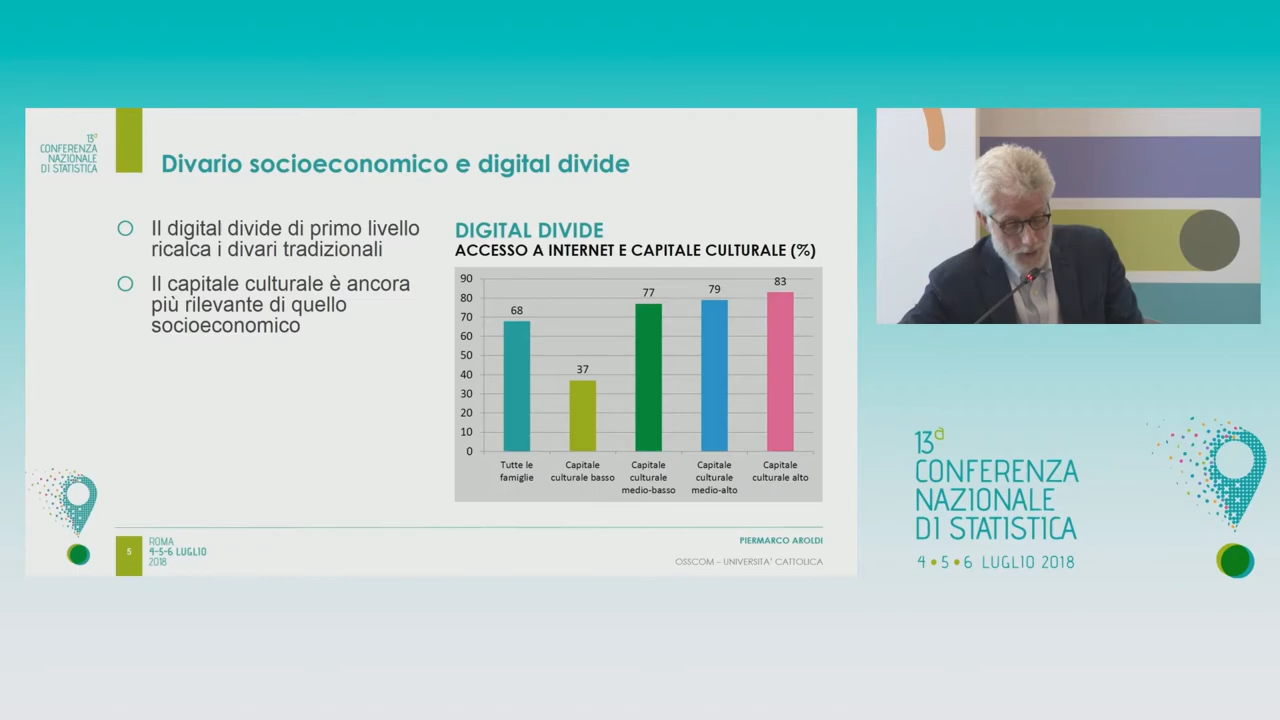 13ª
CONFERENZA
NAZIONALE
DI STATISTICA
Divario socioeconomico e digital divide
Il digital divide di primo livello
ricalca i divari tradizionali
Il capitale culturale è ancora
più rilevante di quello
socioeconomico
DIGITAL DIVIDE
ACCESSO A INTERNET E CAPITALE CULTURALE (%)
90
80
70
60
50
40
30
20
10
0
68
37
77
79
83
Tutte le
famiglie
Capitale
culturale basso
Capitale
culturale
medio-basso
Capitale
culturale
medio-alto
Capitale
culturale alto
5
ROMA
4-5-6 LUGLIO
2018
PIERMARCO AROLDI
OSSCOM – UNIVERSITA' CATTOLICA
13ª
CONFERENZA
NAZIONALE
DI STATISTICA
4 • 5 • 6 LUGLIO 2018